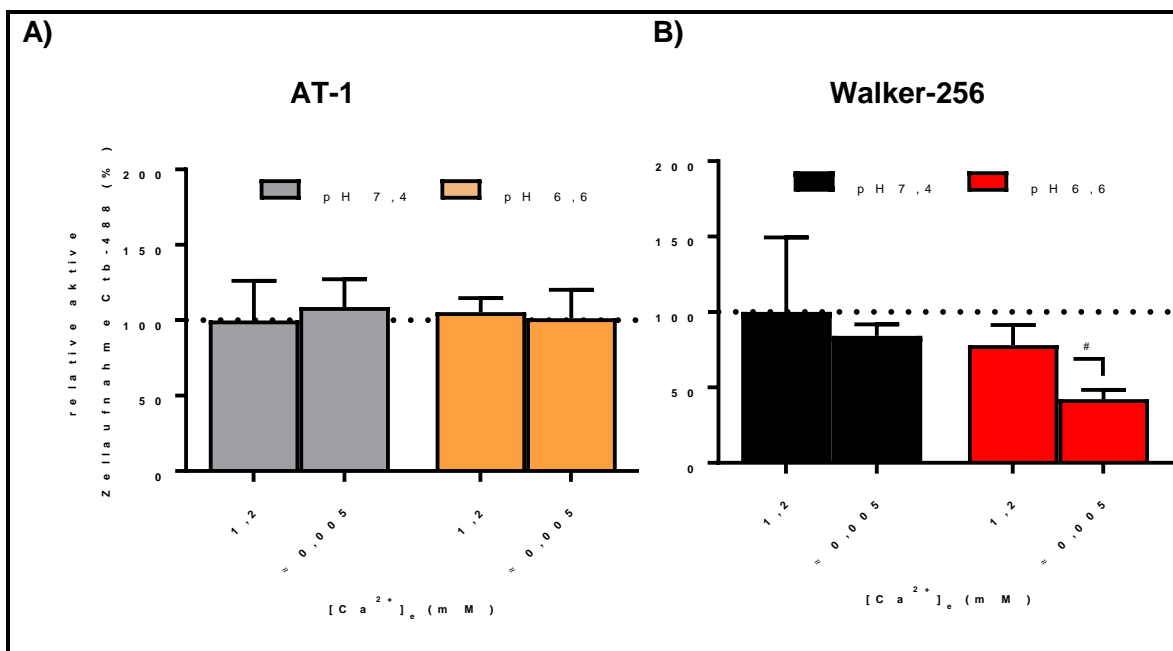 A)
AT-1
relative aktive
Zellaufnahme Ctb-488 (%)
200
150
100
50
0
pH 7,4
pH 6,6
1,2
≈ 0,005
1,2
≈ 0,005
[Ca²⁺]ₑ (mM)
B)
Walker-256
200
150
100
50
0
pH 7,4
pH 6,6
#
1,2
≈ 0,005
1,2
≈ 0,005
[Ca²⁺]ₑ (mM)